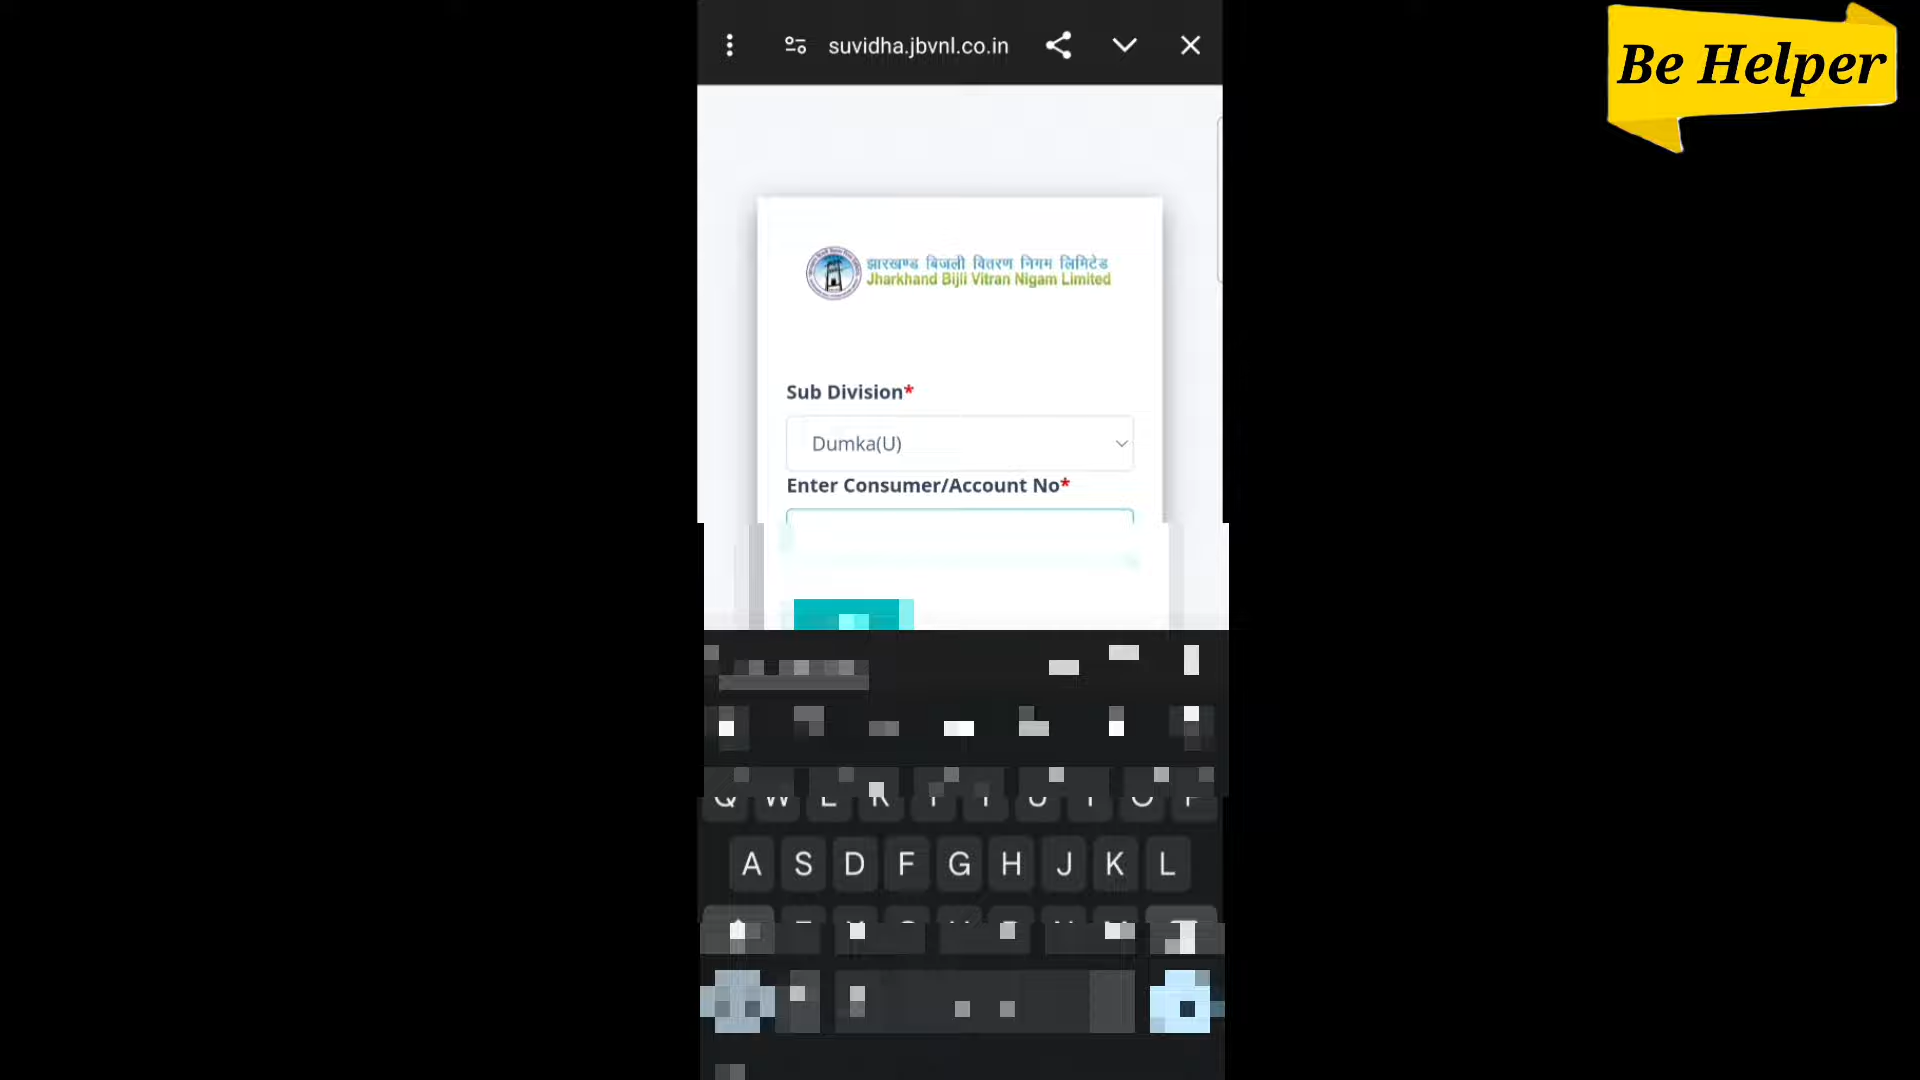 suvidha.jbvnl.co.in
Be Helper
झारखण्ड बिजली वितरण निगम लिमिटेड
Jharkhand Bijli Vitran Nigam Limited
Sub Division*
Dumka(U)
Enter Consumer/Account No*
Q W E R T Y U I O P
A S D F G H J K L